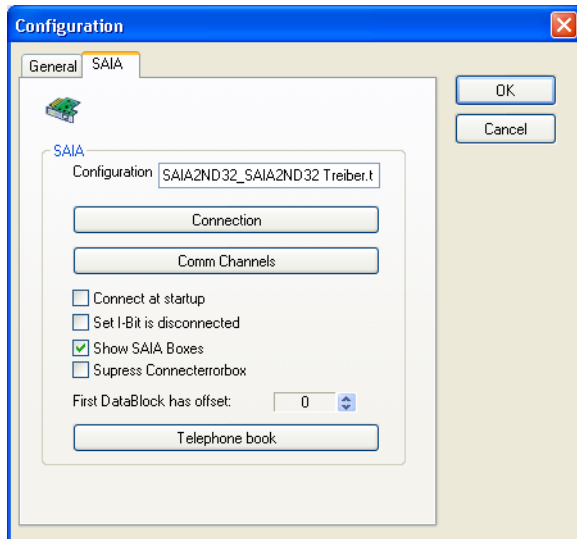 Configuration
General
SAIA
OK
Cancel
SAIA
Configuration SAIA2ND32_SAIA2ND32 Treiber.t
Connection
Comm Channels
Connect at startup
Set I-Bit is disconnected
Show SAIA Boxes
Supress Connecterrorbox
First DataBlock has offset: 0
Telephone book